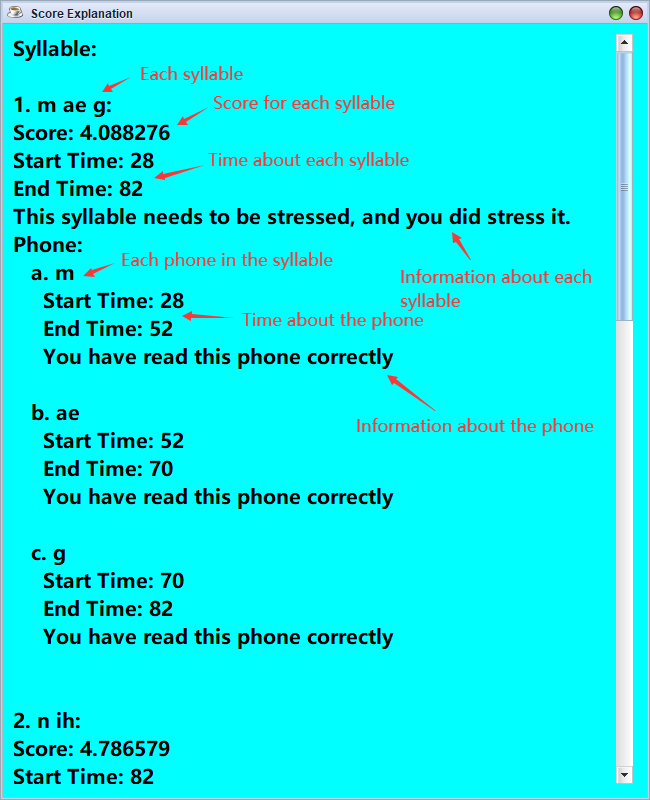 Score Explanation
Syllable:
Each syllable
1. m ae g:
Score for each syllable
Score: 4.088276
Start Time: 28
Time about each syllable
End Time: 82
This syllable needs to be stressed, and you did stress it.
Phone:
Each phone in the syllable
a. m
Information about each
syllable
Start Time: 28
Time about the phone
End Time: 52
You have read this phone correctly
b. ae
Information about the phone
Start Time: 52
End Time: 70
You have read this phone correctly
c. g
Start Time: 70
End Time: 82
You have read this phone correctly
2. n ih:
Score: 4.786579
Start Time: 82